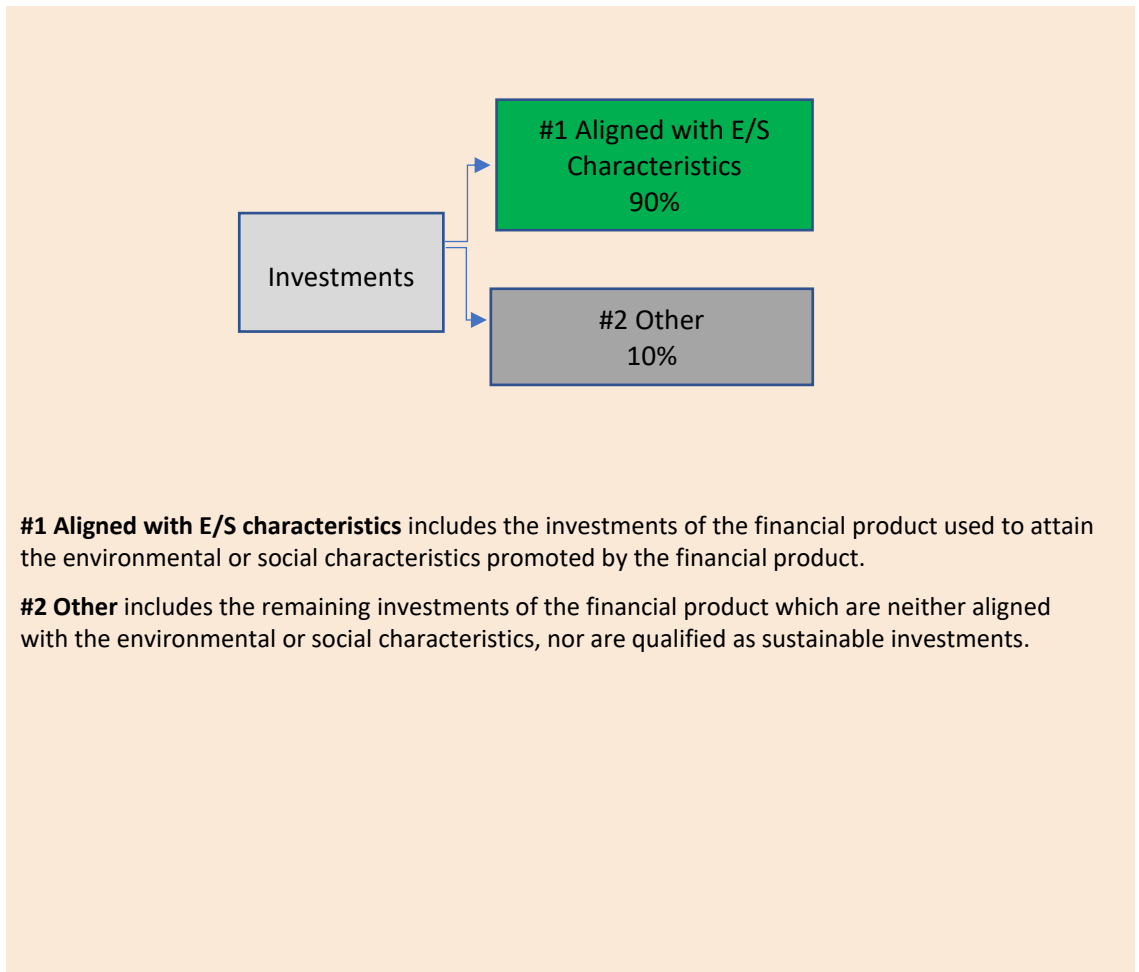 #1 Aligned with E/S
Characteristics
90%
Investments
#2 Other
10%
#1 Aligned with E/S characteristics includes the investments of the financial product used to attain
the environmental or social characteristics promoted by the financial product.
#2 Other includes the remaining investments of the financial product which are neither aligned
with the environmental or social characteristics, nor are qualified as sustainable investments.